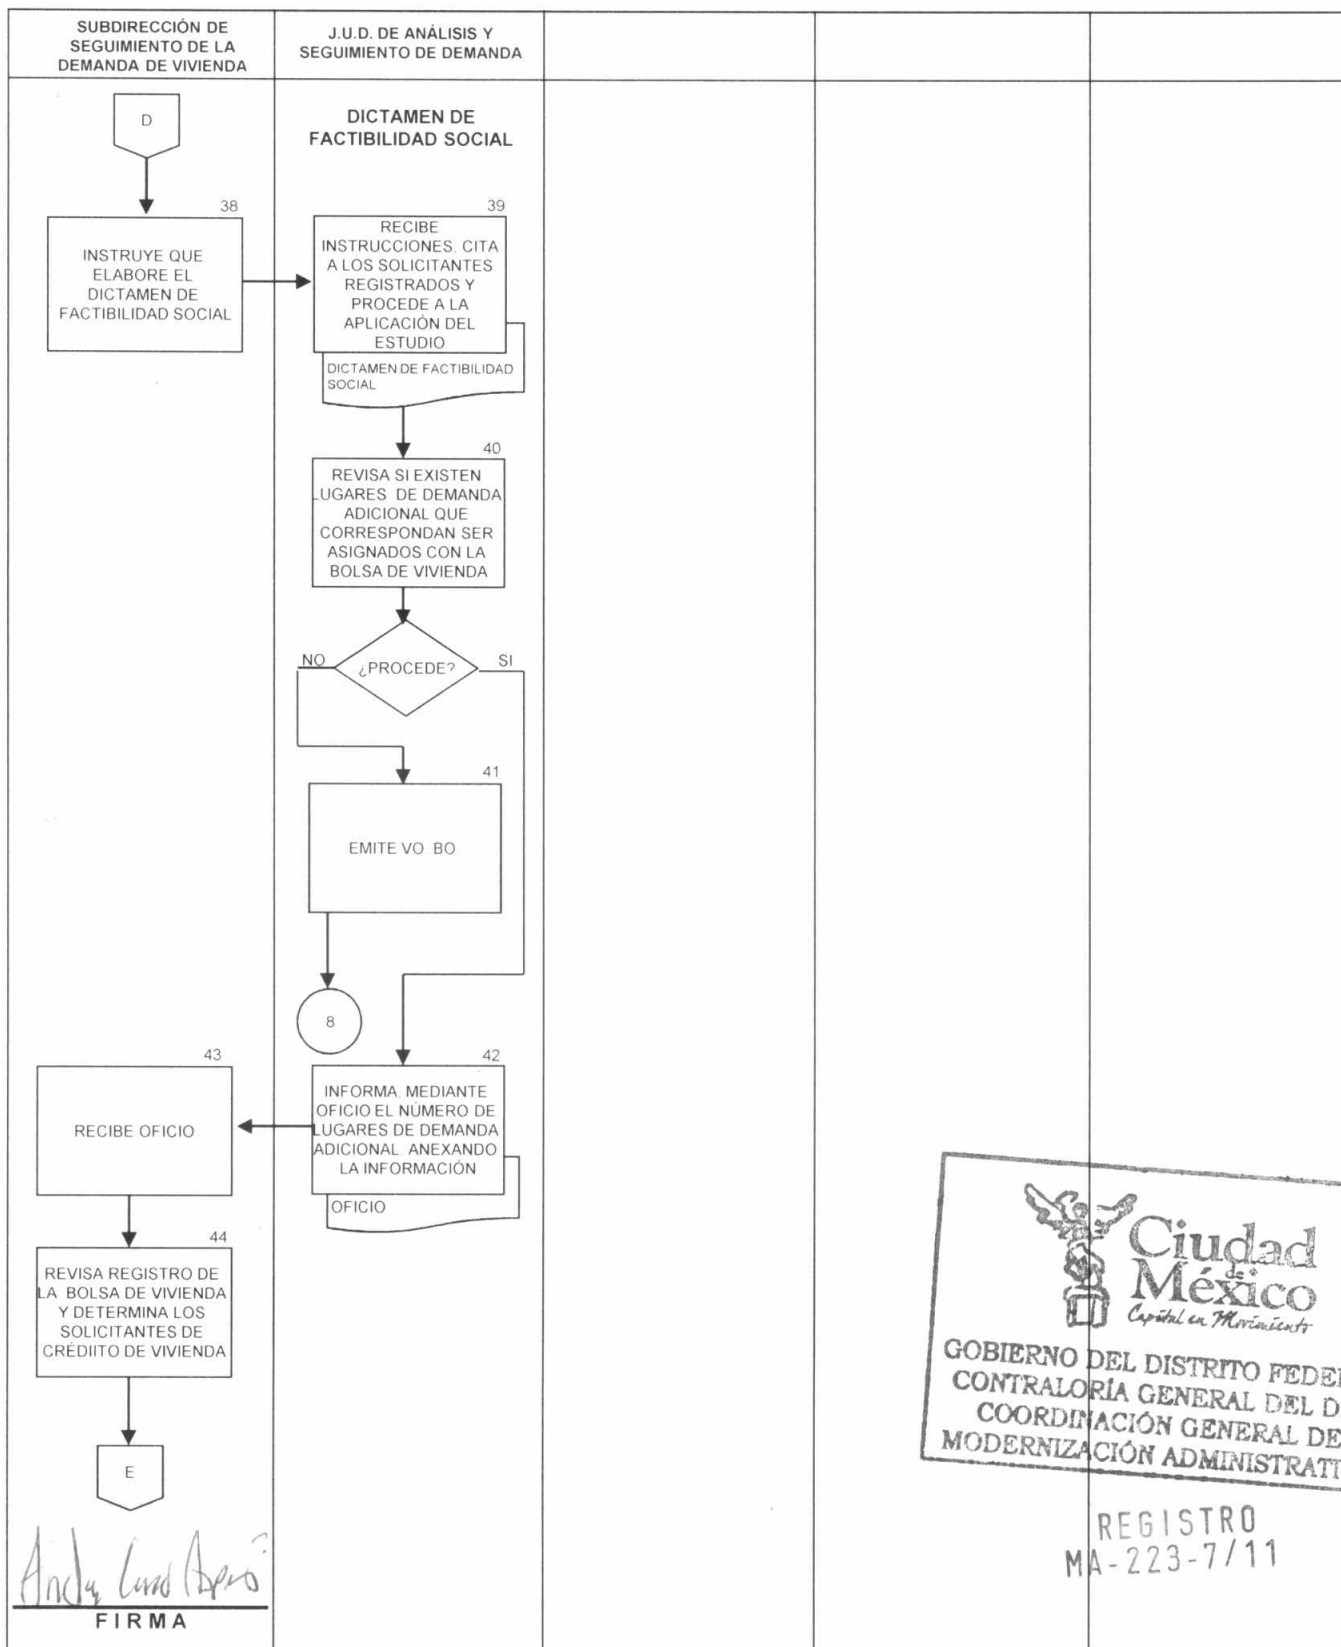 SUBDIRECCIÓN DE
SEGUIMIENTO DE LA
DEMANDA DE VIVIENDA
J.U.D. DE ANÁLISIS Y
SEGUIMIENTO DE DEMANDA
D
DICTAMEN DE
FACTIBILIDAD SOCIAL
38
INSTRUYE QUE
ELABORE EL
DICTAMEN DE
FACTIBILIDAD SOCIAL
39
RECIBE
INSTRUCCIONES, CITA
A LOS SOLICITANTES
REGISTRADOS Y
PROCEDE A LA
APLICACIÓN DEL
ESTUDIO
DICTAMEN DE FACTIBILIDAD
SOCIAL
40
REVISA SI EXISTEN
LUGARES DE DEMANDA
ADICIONAL QUE
CORRESPONDAN SER
ASIGNADOS CON LA
BOLSA DE VIVIENDA
NO
¿PROCEDE?
SI
41
EMITE VO. BO.
8
42
INFORMA, MEDIANTE
OFICIO EL NÚMERO DE
LUGARES DE DEMANDA
ADICIONAL, ANEXANDO
LA INFORMACIÓN
OFICIO
43
RECIBE OFICIO
44
REVISA REGISTRO DE
LA BOLSA DE VIVIENDA
Y DETERMINA LOS
SOLICITANTES DE
CRÉDIITO DE VIVIENDA
E
FIRMA
Ciudad
de
México
Capital en Movimiento
GOBIERNO DEL DISTRITO FEDE
CONTRALORÍA GENERAL DEL D
COORDINACIÓN GENERAL DE
MODERNIZACIÓN ADMINISTRATI
REGISTRO
MA-223-7/11